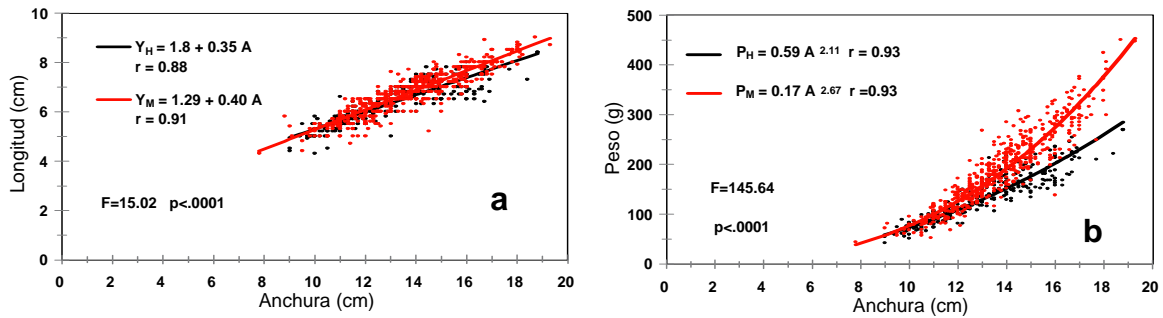 10
8
6
4
2
0
Longitud (cm)
Y_H = 1.8 + 0.35 A
r = 0.88
Y_M = 1.29 + 0.40 A
r = 0.91
F=15.02 p<.0001
a
0 2 4 6 8 10 12 14 16 18 20
Anchura (cm)
500
400
300
200
100
0
Peso (g)
P_H = 0.59 A 2.11 r = 0.93
P_M = 0.17 A 2.67 r =0.93
F=145.64
p<.0001
b
0 2 4 6 8 10 12 14 16 18 20
Anchura (cm)